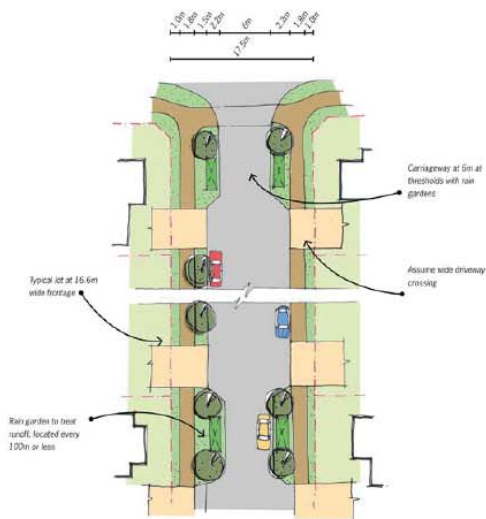 1.0m
1.8m
1.5m
2.2m
6m
2.3m
1.8m
1.0m
17.5m
Carriageway at 5m at
thresholds with rain
gardens
Typical lot at 16.6m
wide frontage
Assume wide driveway
crossing
Rain garden to treat
runoff, located every
100m or less